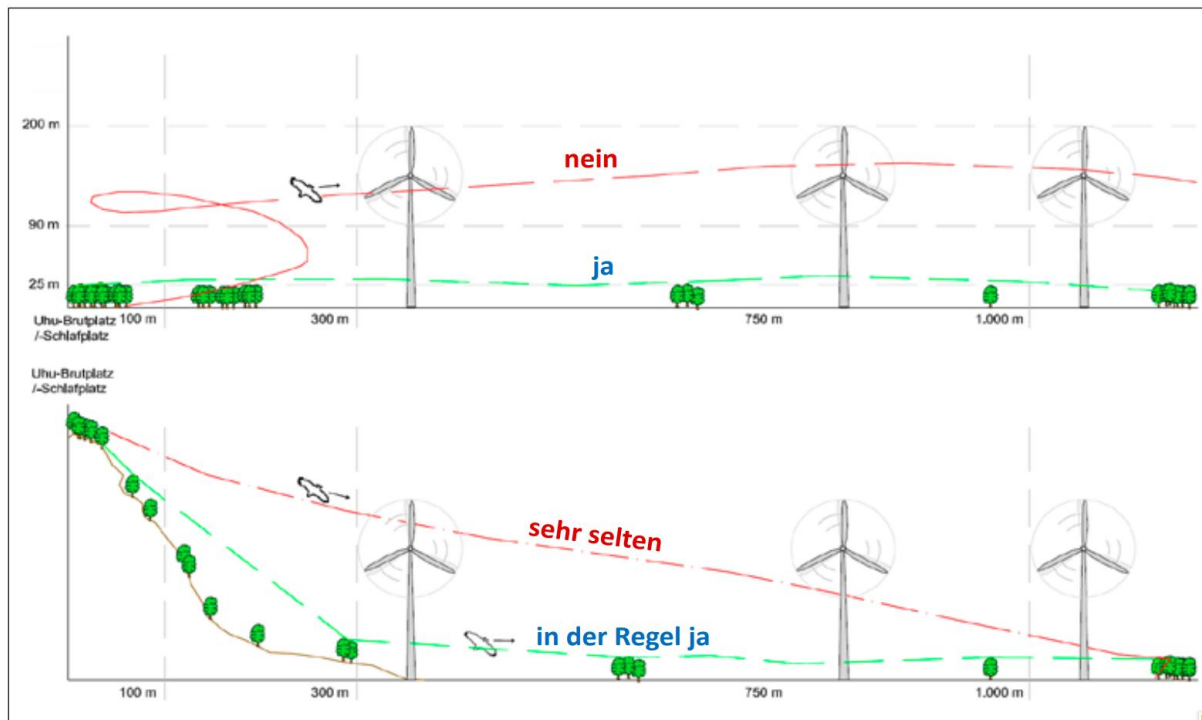 200 m
nein
90 m
ja
25 m
Uhu-Brutplatz
/-Schlafplatz
100 m
300 m
750 m
1.000 m
Uhu-Brutplatz
/-Schlafplatz
sehr selten
in der Regel ja
100 m
300 m
750 m
1.000 m